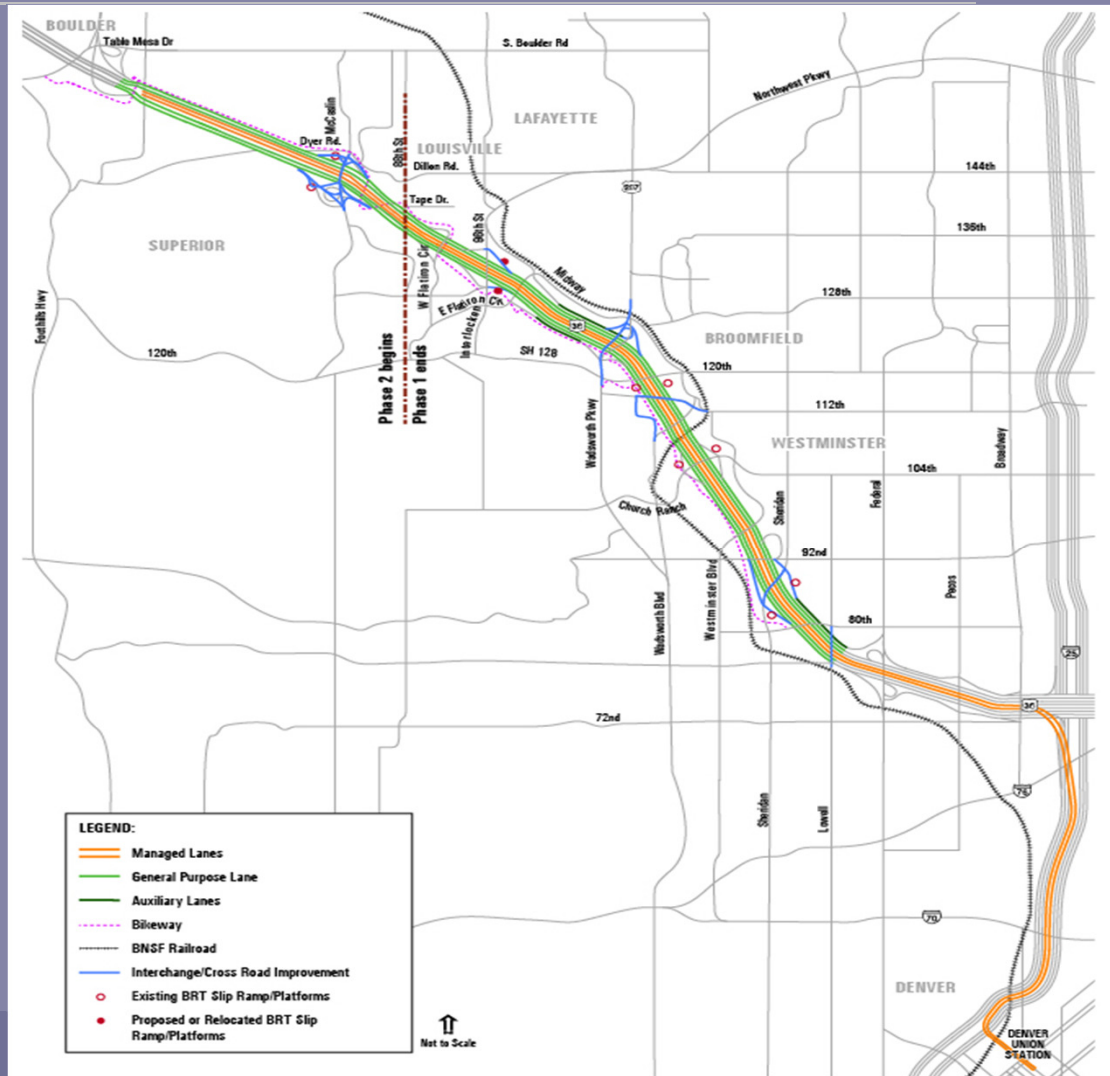 BOULDER
Table Mesa Dr
S. Boulder Rd
Northwest Pkwy
LAFAYETTE
McCaslin
Dyer Rd.
88th St
LOUISVILLE
Dillon Rd.
144th
287
Tape Dr.
96th St
136th
SUPERIOR
W Flatiron Cir
Midway
128th
Foothills Hwy
E Flatiron Cir
Interlocken
36
BROOMFIELD
120th
SH 128
120th
Phase 2 begins
Phase 1 ends
112th
Wadsworth Pkwy
WESTMINSTER
Broadway
104th
Sheridan
Federal
Church Ranch
92nd
Westminster Blvd
Pecos
Wadsworth Blvd
80th
25
36
72nd
76
Sheridan
Lowell
LEGEND:
Managed Lanes
General Purpose Lane
Auxiliary Lanes
Bikeway
BNSF Railroad
Interchange/Cross Road Improvement
Existing BRT Slip Ramp/Platforms
Proposed or Relocated BRT Slip
Ramp/Platforms
Not to Scale
70
DENVER
DENVER
UNION
STATION